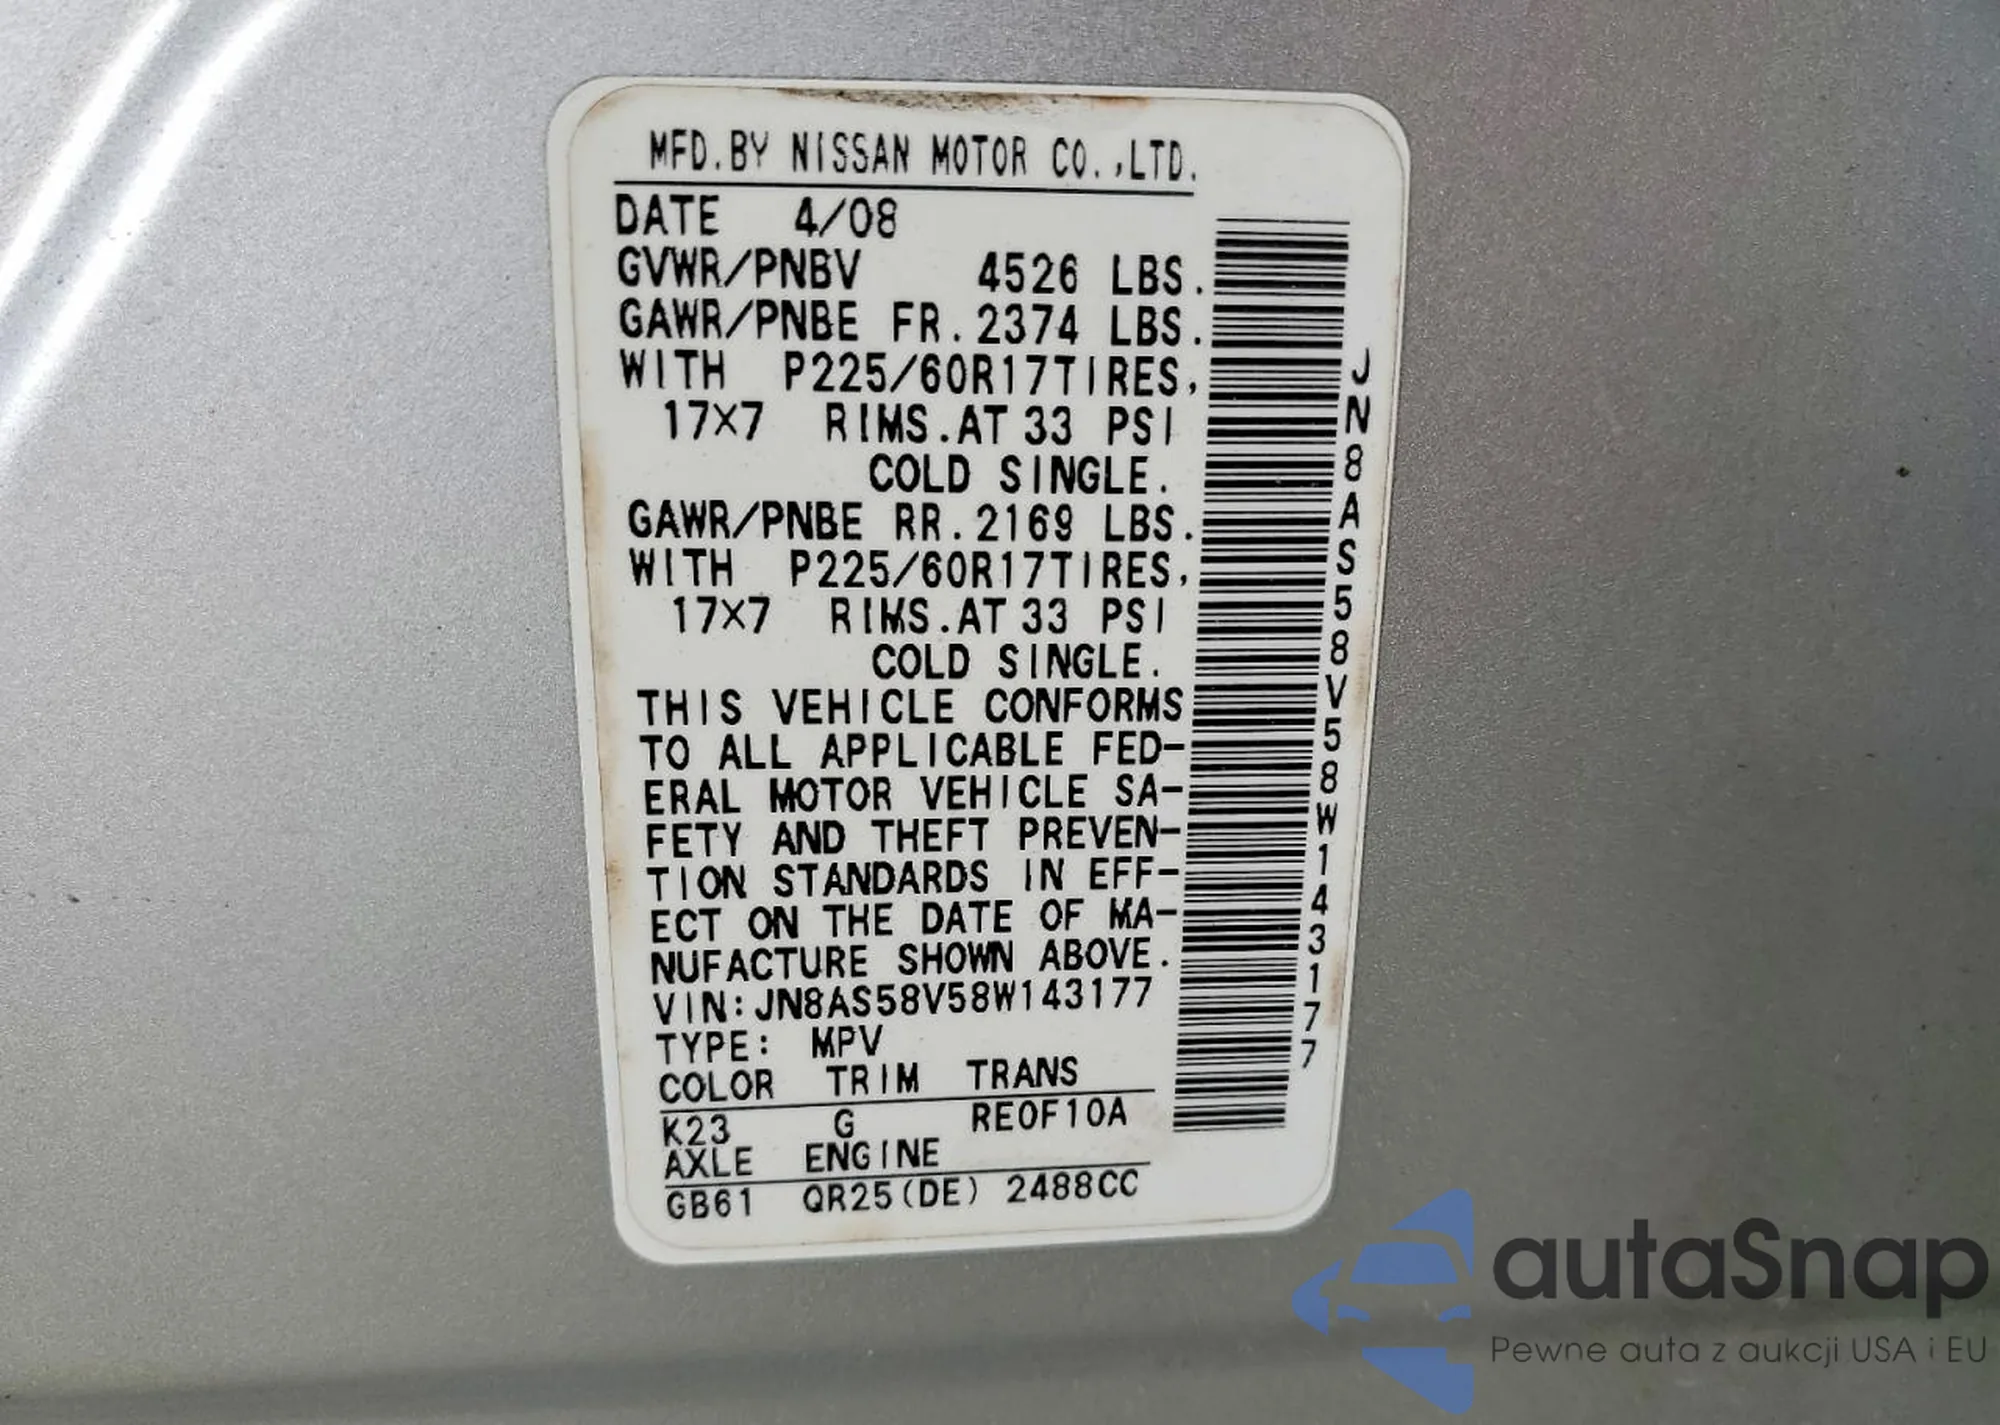 MFD.BY NISSAN MOTOR CO.,LTD.
DATE 4/08
GVWR/PNBV 4526 LBS.
GAWR/PNBE FR.2374 LBS.
WITH P225/60R17TIRES,
17X7 RIMS.AT 33 PSI
COLD SINGLE.
GAWR/PNBE RR.2169 LBS.
WITH P225/60R17TIRES,
17X7 RIMS.AT 33 PSI
COLD SINGLE.
THIS VEHICLE CONFORMS
TO ALL APPLICABLE FED-
ERAL MOTOR VEHICLE SA-
FETY AND THEFT PREVEN-
TION STANDARDS IN EFF-
ECT ON THE DATE OF MA-
NUFACTURE SHOWN ABOVE.
VIN:JN8AS58V58W143177
TYPE: MPV
COLOR TRIM TRANS
K23 G RE0F10A
AXLE ENGINE
GB61 QR25(DE) 2488CC
JN8AS58V58W143177
autaSnap
Pewne auta z aukcji USA i EU